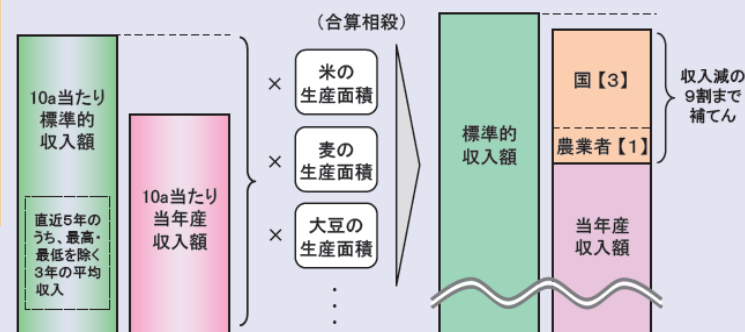 (合算相殺)
10a当たり
標準的
収入額
直近5年の
うち、最高・
最低を除く
3年の平均
収入
10a当たり
当年産
収入額
×
米の
生産面積
×
麦の
生産面積
×
大豆の
生産面積
標準的
収入額
国【3】
農業者【1】
当年産
収入額
収入減の
9割まで
補てん